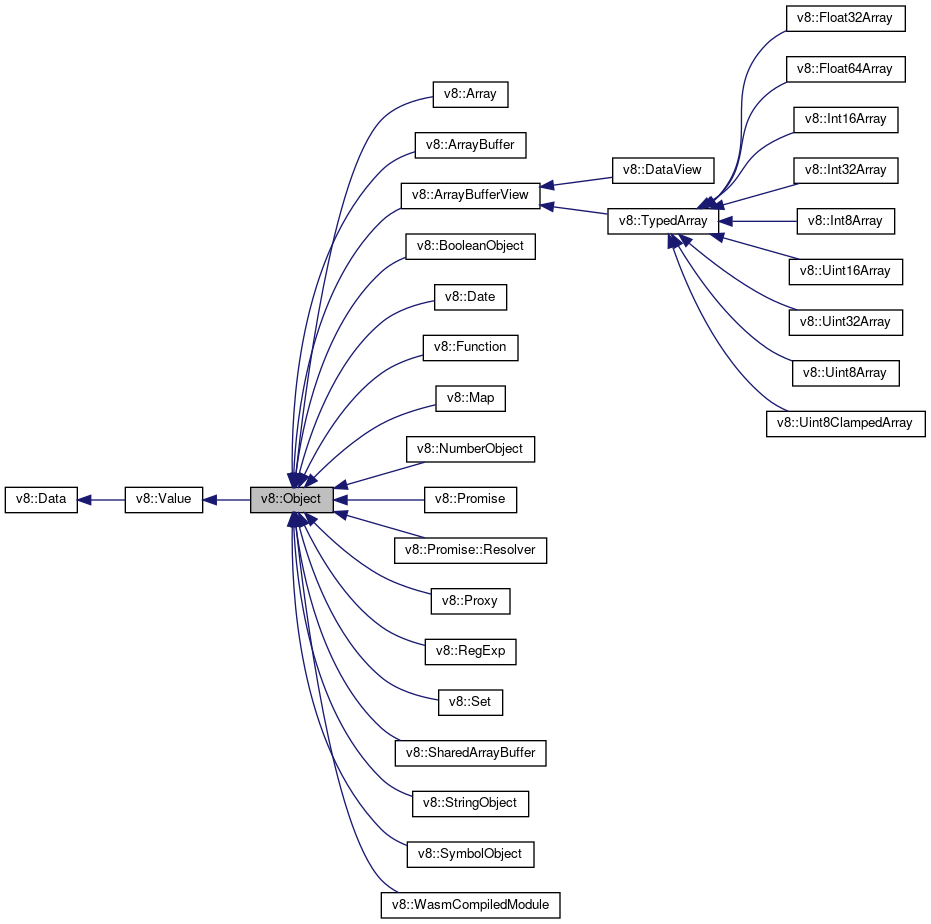 v8::Float32Array
v8::Float64Array
v8::Array
v8::Int16Array
v8::ArrayBuffer
v8::DataView
v8::Int32Array
v8::ArrayBufferView
v8::TypedArray
v8::Int8Array
v8::BooleanObject
v8::Uint16Array
v8::Date
v8::Uint32Array
v8::Function
v8::Uint8Array
v8::Map
v8::Uint8ClampedArray
v8::NumberObject
v8::Data
v8::Value
v8::Object
v8::Promise
v8::Promise::Resolver
v8::Proxy
v8::RegExp
v8::Set
v8::SharedArrayBuffer
v8::StringObject
v8::SymbolObject
v8::WasmCompiledModule